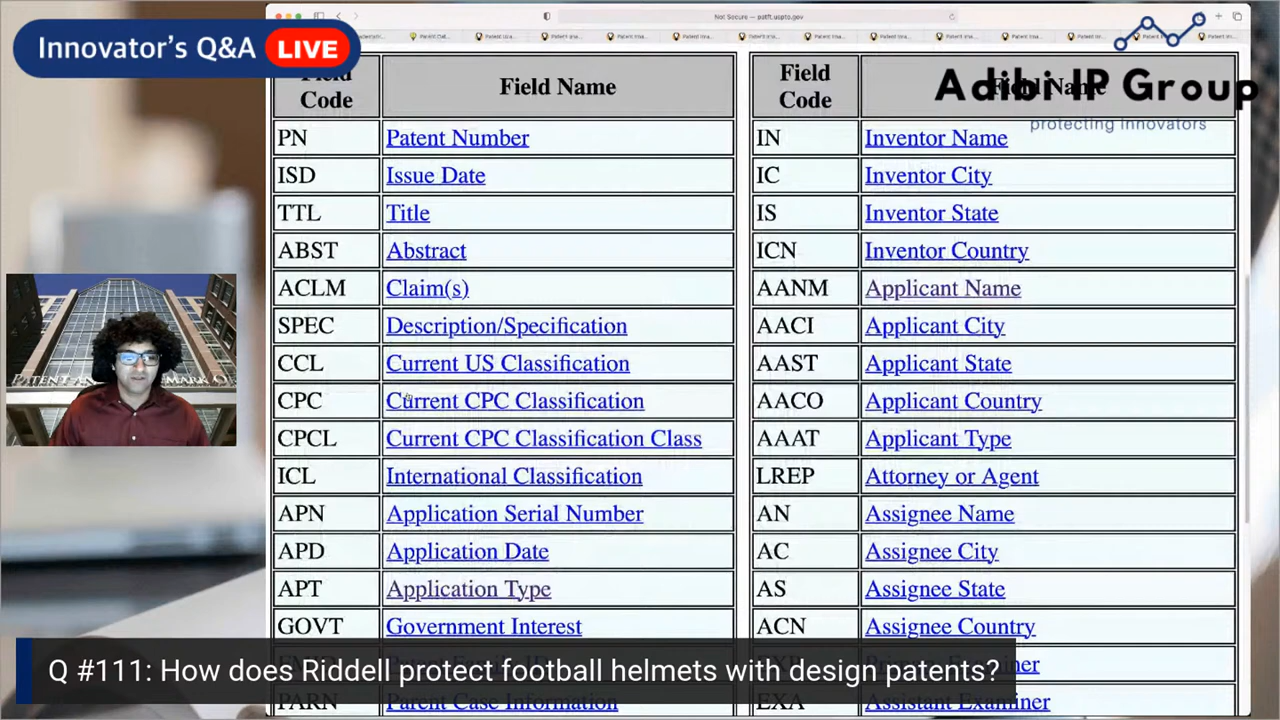 Innovator's Q&A LIVE
Not Secure — patft.uspto.gov
Adibi IP Group
protecting innovators
Field Code Field Name Field Code
PN Patent Number IN Inventor Name
ISD Issue Date IC Inventor City
TTL Title IS Inventor State
ABST Abstract ICN Inventor Country
ACLM Claim(s) AANM Applicant Name
SPEC Description/Specification AACI Applicant City
CCL Current US Classification AAST Applicant State
CPC Current CPC Classification AACO Applicant Country
CPCL Current CPC Classification Class AAAT Applicant Type
ICL International Classification LREP Attorney or Agent
APN Application Serial Number AN Assignee Name
APD Application Date AC Assignee City
APT Application Type AS Assignee State
GOVT Government Interest ACN Assignee Country
PARN Parent Case Information EXA Assistant Examiner
Q #111: How does Riddell protect football helmets with design patents?